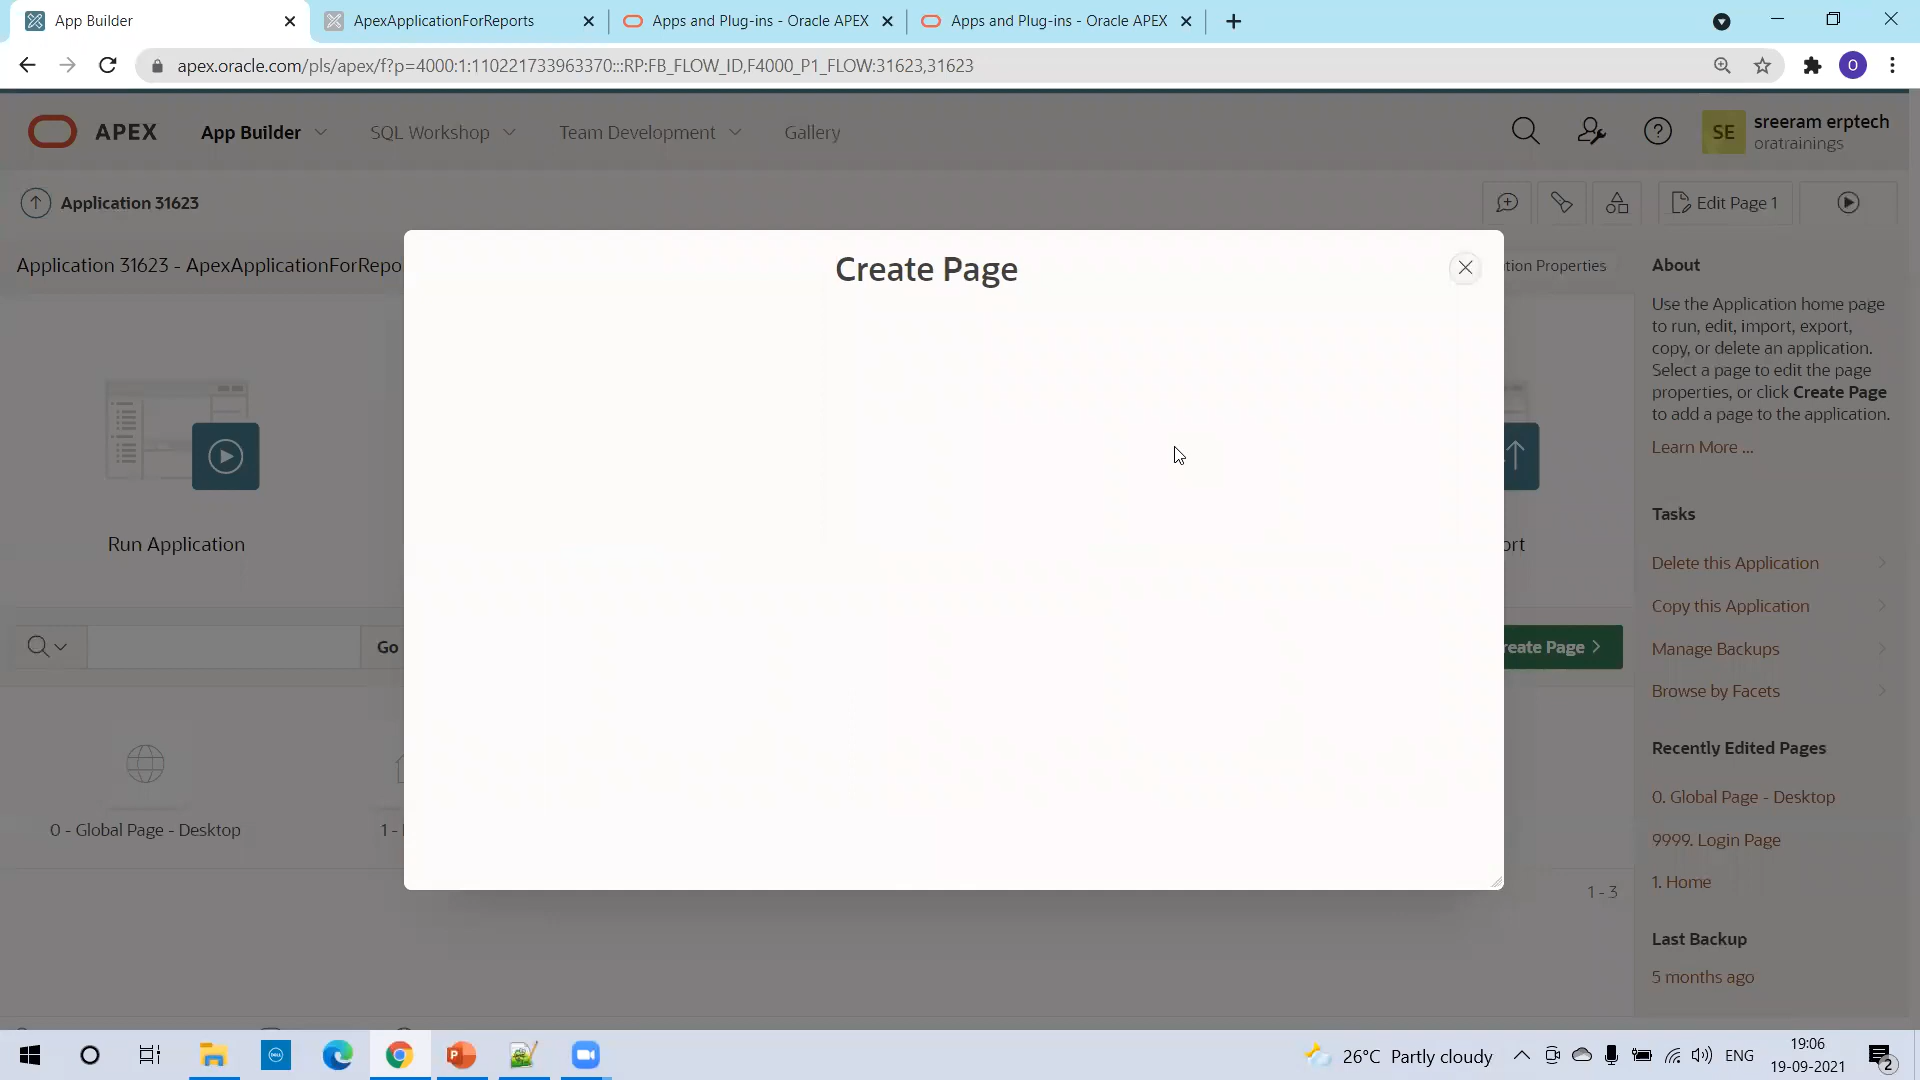 App Builder
ApexApplicationForReports
Apps and Plug-ins - Oracle APEX
Apps and Plug-ins - Oracle APEX
apex.oracle.com/pls/apex/f?p=4000:1:110221733963370:::RP:FB_FLOW_ID,F4000_P1_FLOW:31623,31623
O
APEX
App Builder
SQL Workshop
Team Development
Gallery
SE
sreeram erptech
oratrainings
Application 31623
Edit Page 1
Application 31623 - ApexApplicationForRepo
Create Page
tion Properties
About
Use the Application home page
to run, edit, import, export,
copy, or delete an application.
Select a page to edit the page
properties, or click Create Page
to add a page to the application.
Learn More ...
Run Application
ort
Tasks
Delete this Application
Copy this Application
Manage Backups
Browse by Facets
Go
reate Page
Recently Edited Pages
0. Global Page - Desktop
9999. Login Page
1. Home
0 - Global Page - Desktop
1 -
1 - 3
Last Backup
5 months ago
DELL
26°C Partly cloudy
ENG
19:06
19-09-2021
2